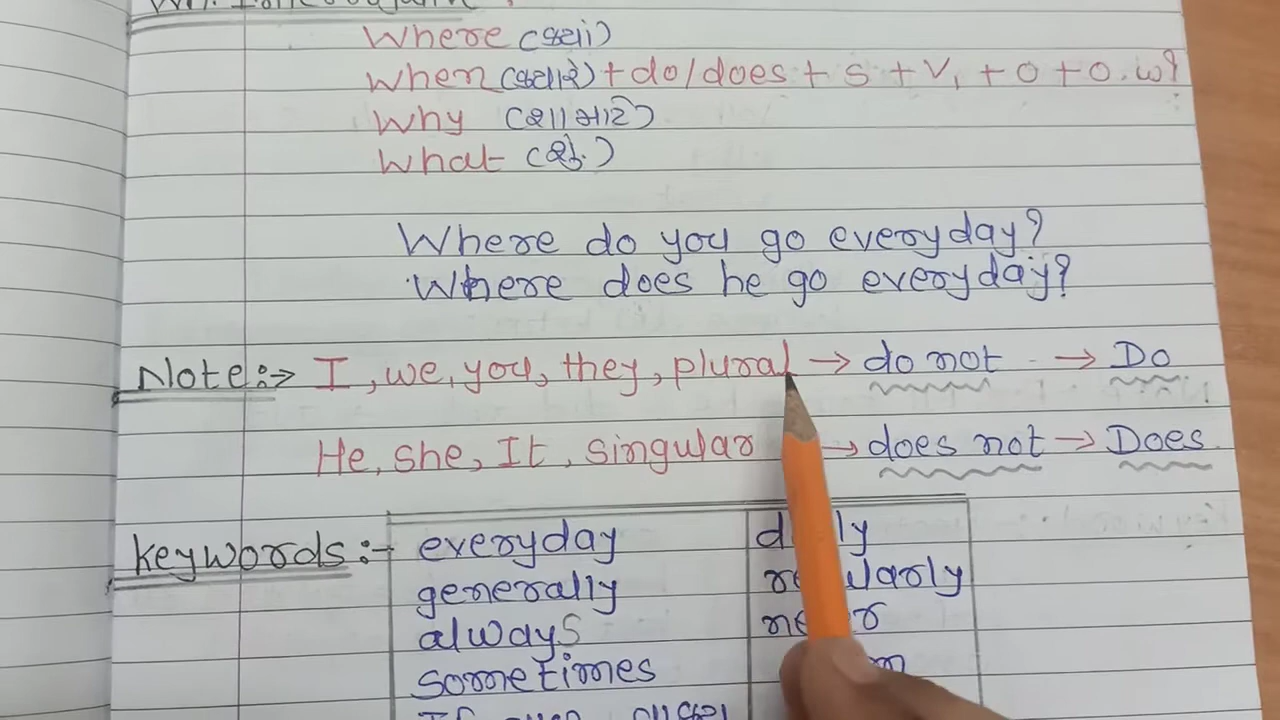 Where (ક્યાં)
When (ક્યારે) + do/does + S + V1 + O + O.W?
Why (શા માટે)
What (શું)
Where do you go everyday?
Where does he go everyday?
Note:→ I, we, you, they, plural → do not → Do
He, she, It, singular → does not → Does
Keywords:-
everyday
generally regularly
always
sometimes